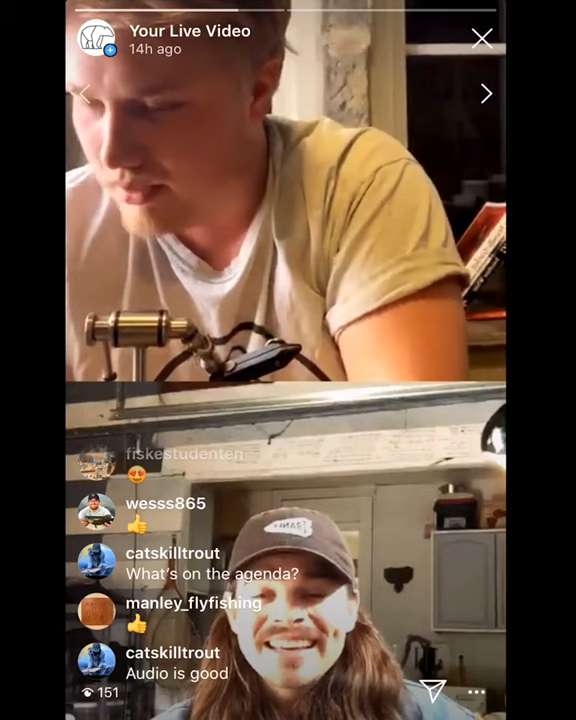 Your Live Video
14h ago
fiskestudenten
😍
wesss865
👍
catskilltrout
What's on the agenda?
manley_flyfishing
👍
catskilltrout
Audio is good
151